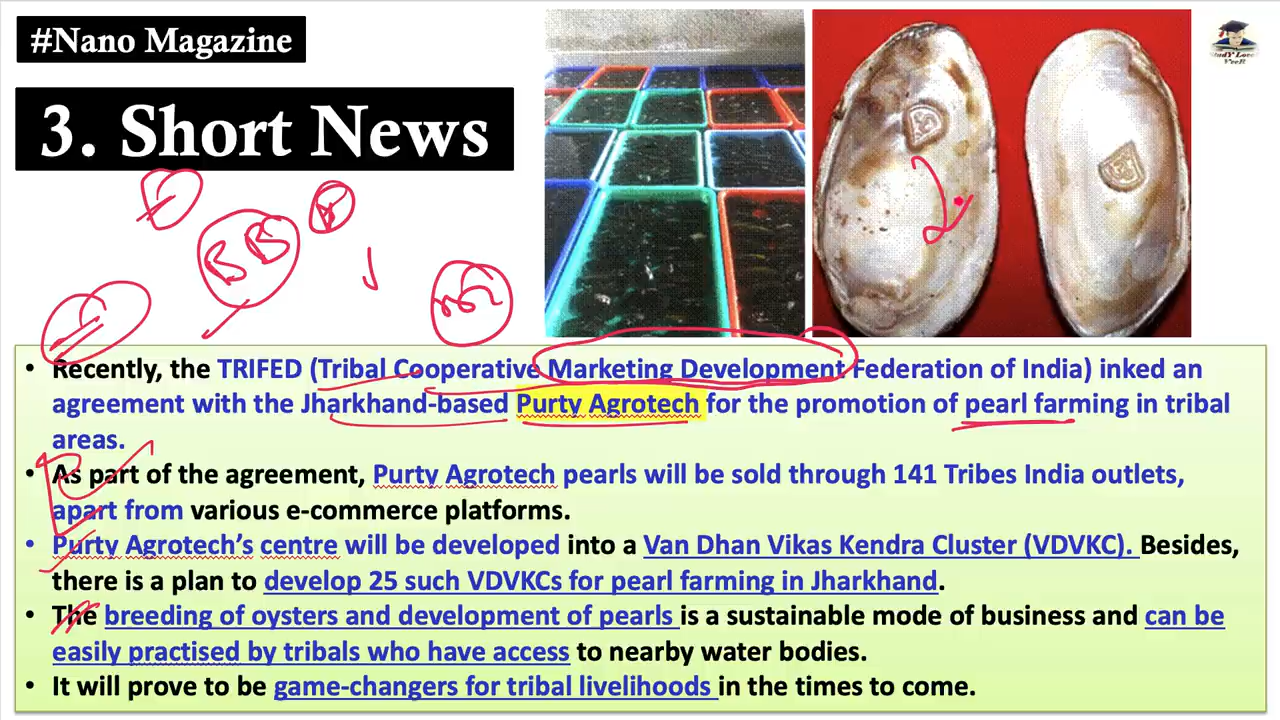 #Nano Magazine
3. Short News
StudY LoveR
VeeR
• Recently, the TRIFED (Tribal Cooperative Marketing Development Federation of India) inked an
agreement with the Jharkhand-based Purty Agrotech for the promotion of pearl farming in tribal
areas.
• As part of the agreement, Purty Agrotech pearls will be sold through 141 Tribes India outlets,
apart from various e-commerce platforms.
• Purty Agrotech’s centre will be developed into a Van Dhan Vikas Kendra Cluster (VDVKC). Besides,
there is a plan to develop 25 such VDVKCs for pearl farming in Jharkhand.
• The breeding of oysters and development of pearls is a sustainable mode of business and can be
easily practised by tribals who have access to nearby water bodies.
• It will prove to be game-changers for tribal livelihoods in the times to come.